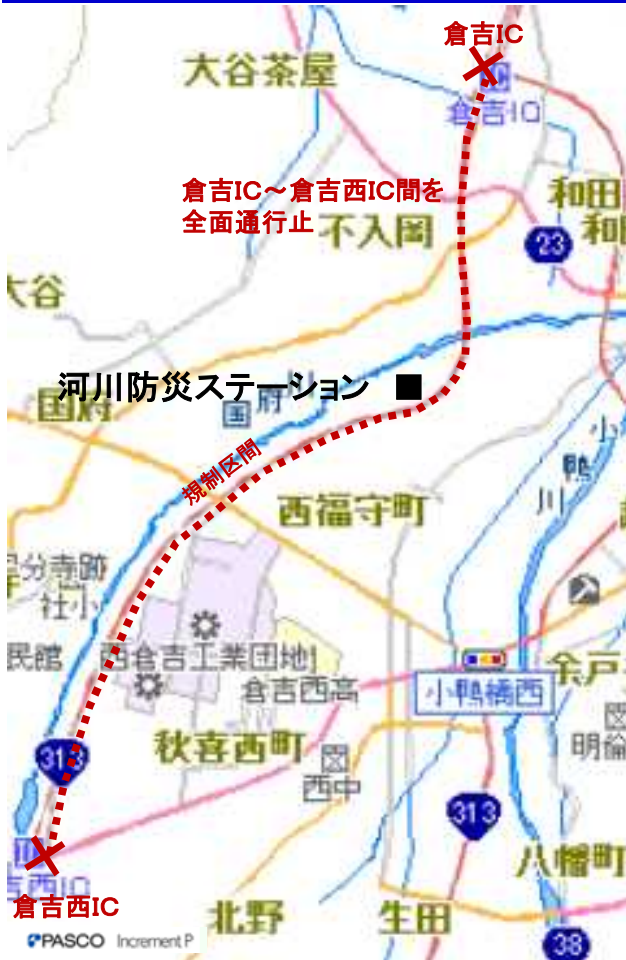 倉吉IC
大谷茶屋
倉吉IC
倉吉IC～倉吉西IC間を
全面通行止
不入岡
和田
23
大谷
河川防災ステーション
国府
国
府
川
規制区間
小
鴨
川
西福守町
分寺跡
社小
民館
西倉吉工業団地
倉吉西高
小鴨橋西
余戸
明倫
313
秋喜西町
西中
313
八幡町
吉西IC
倉吉西IC
北野
生田
38
PASCO Increment P